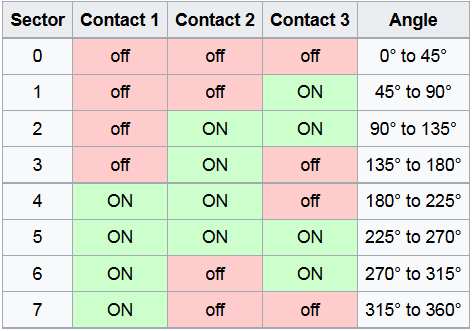 Sector Contact 1 Contact 2 Contact 3 Angle
0 off off off 0° to 45°
1 off off ON 45° to 90°
2 off ON ON 90° to 135°
3 off ON off 135° to 180°
4 ON ON off 180° to 225°
5 ON ON ON 225° to 270°
6 ON off ON 270° to 315°
7 ON off off 315° to 360°